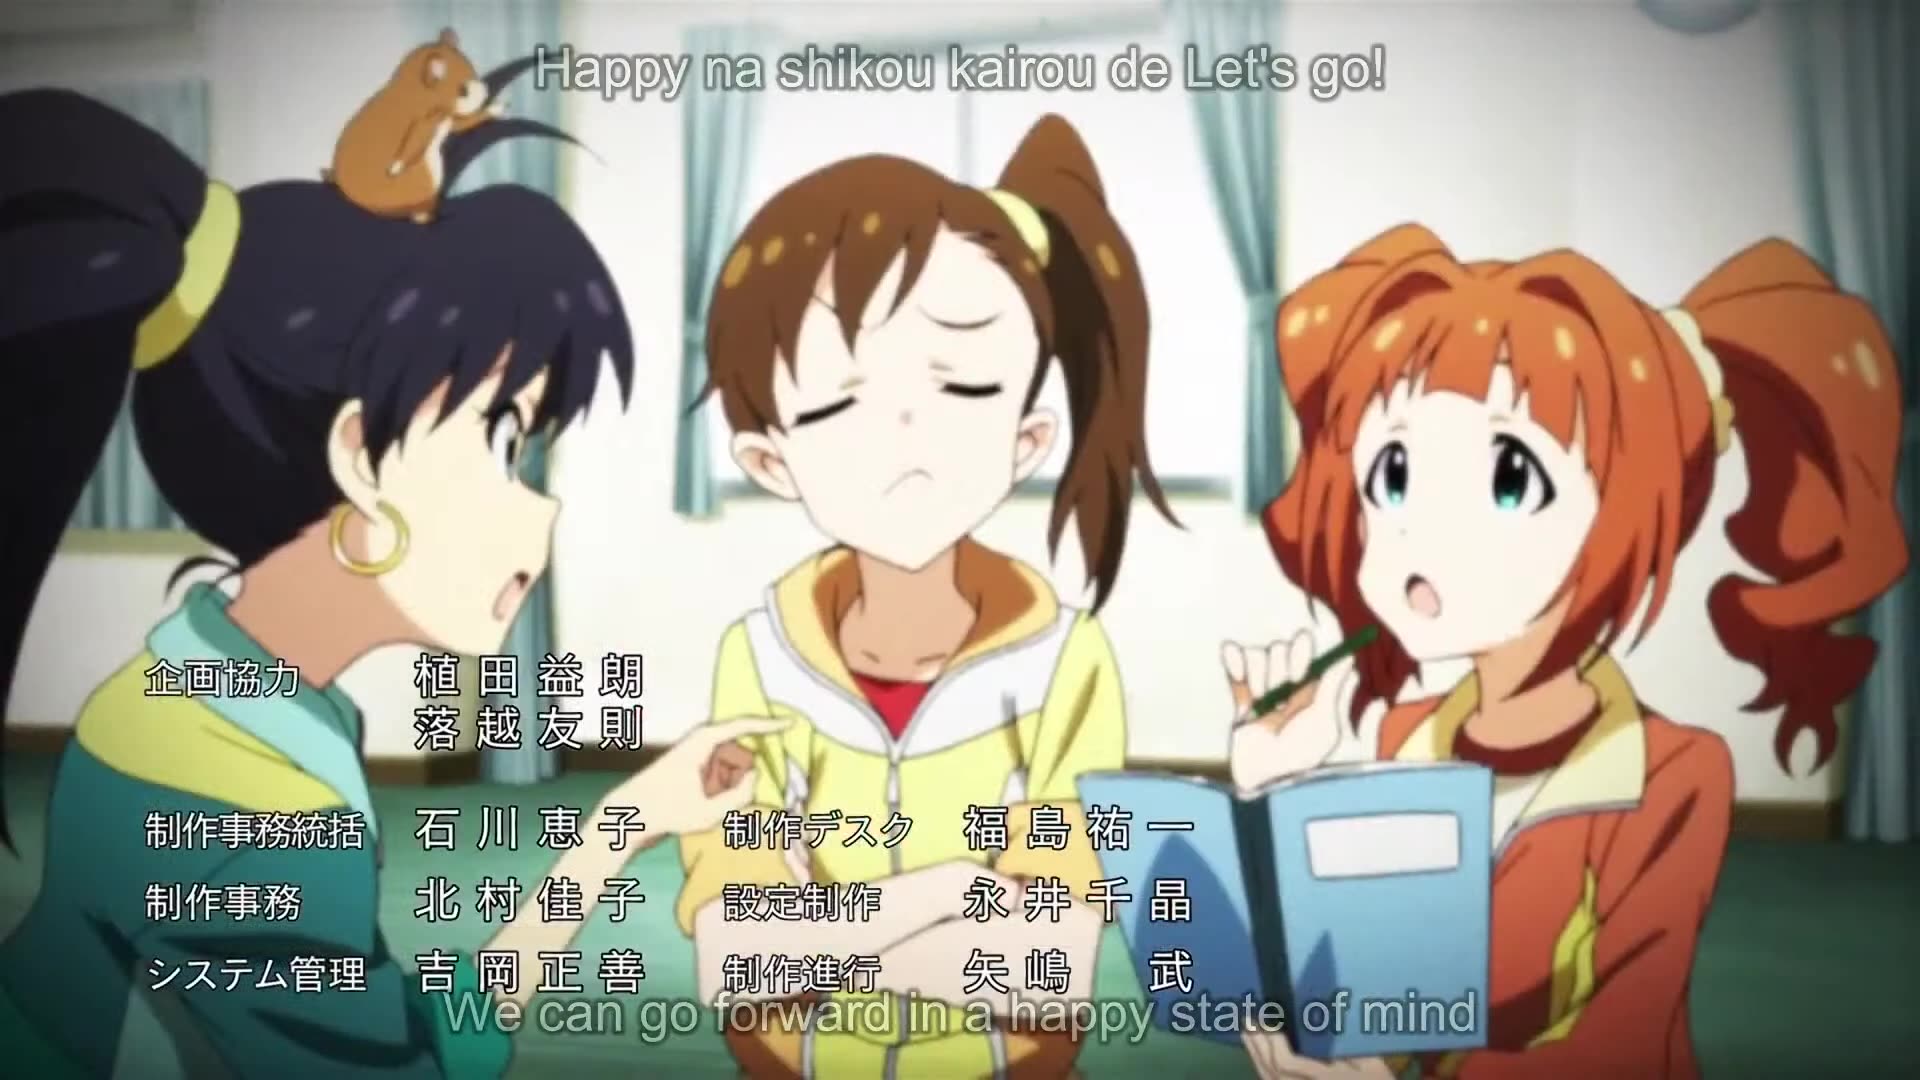 Happy na shikou kairou de Let's go!
企画協力 植田益朗
落越友則
制作事務統括 石川恵子 制作デスク 福島祐一
制作事務 北村佳子 設定制作 永井千晶
システム管理 吉岡正善 制作進行 矢嶋 武
We can go forward in a happy state of mind